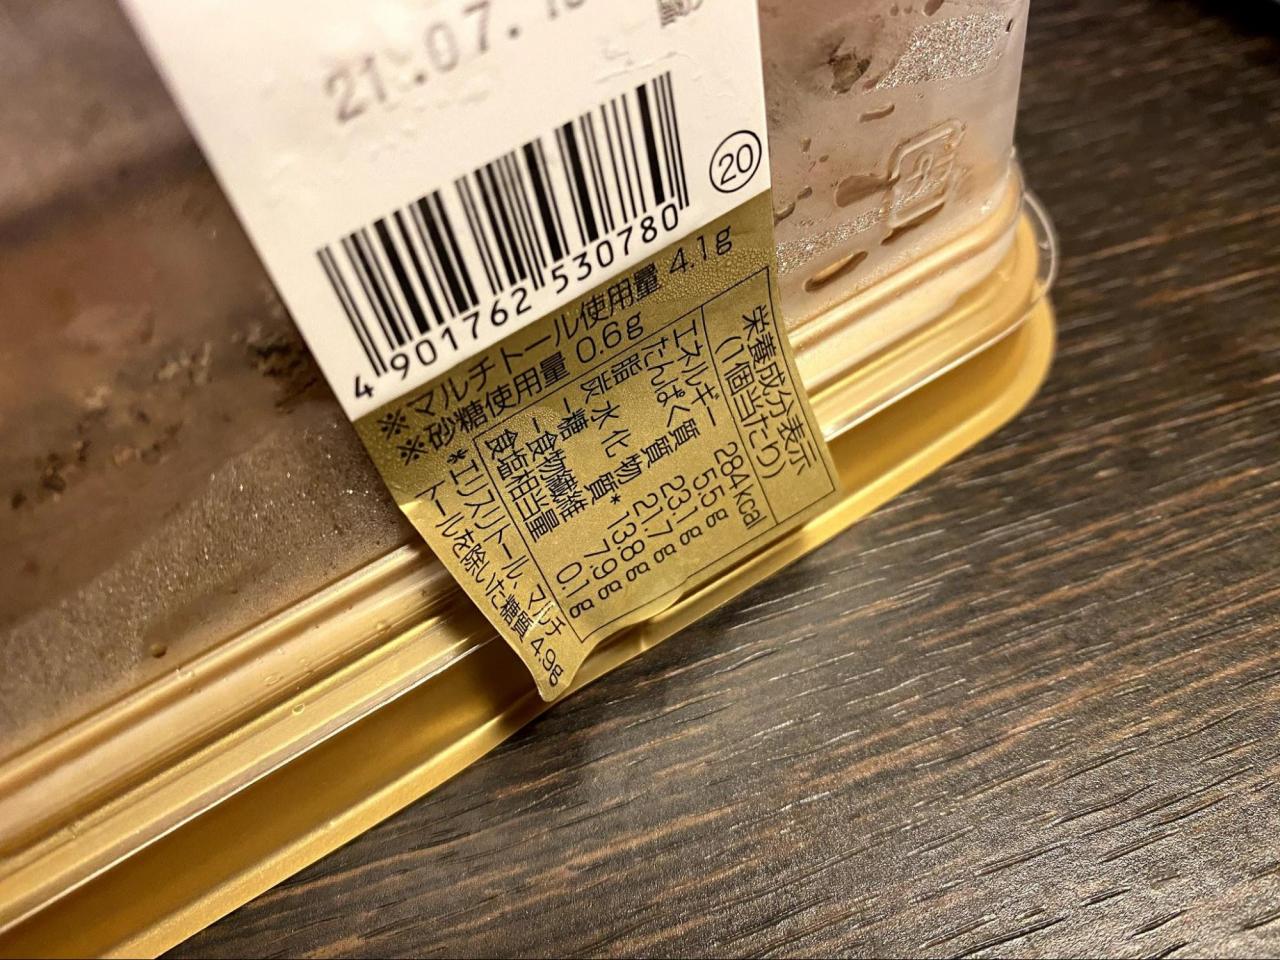 21.07.
20
4 901762 530780
※マルチトール使用量 4.1g
※砂糖使用量 0.6g
栄養成分表示
(1個当たり)
エネルギー 284kcal
たんぱく質 5.5g
脂質 23.1g
炭水化物 21.7g
-糖質* 13.8g
-食物繊維 7.9g
食塩相当量 0.1g
*エリスリトール、マルチ
トールを除いた糖質 4.9g